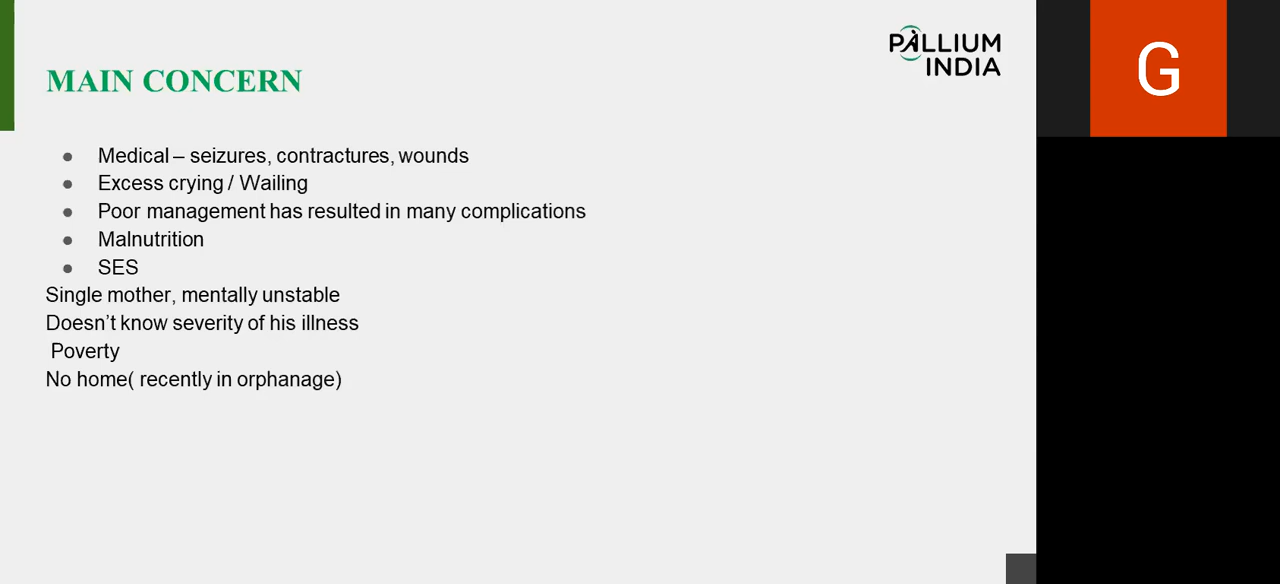 PALLIUM
INDIA
MAIN CONCERN
● Medical – seizures, contractures, wounds
● Excess crying / Wailing
● Poor management has resulted in many complications
● Malnutrition
● SES
Single mother, mentally unstable
Doesn’t know severity of his illness
Poverty
No home( recently in orphanage)
G